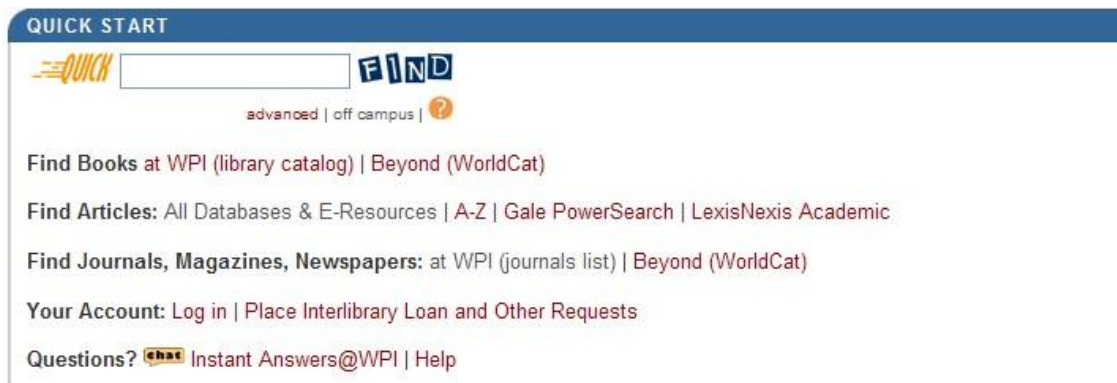 QUICK START
QUICK FIND
advanced | off campus | ?
Find Books at WPI (library catalog) | Beyond (WorldCat)
Find Articles: All Databases & E-Resources | A-Z | Gale PowerSearch | LexisNexis Academic
Find Journals, Magazines, Newspapers: at WPI (journals list) | Beyond (WorldCat)
Your Account: Log in | Place Interlibrary Loan and Other Requests
Questions? chat Instant Answers@WPI | Help